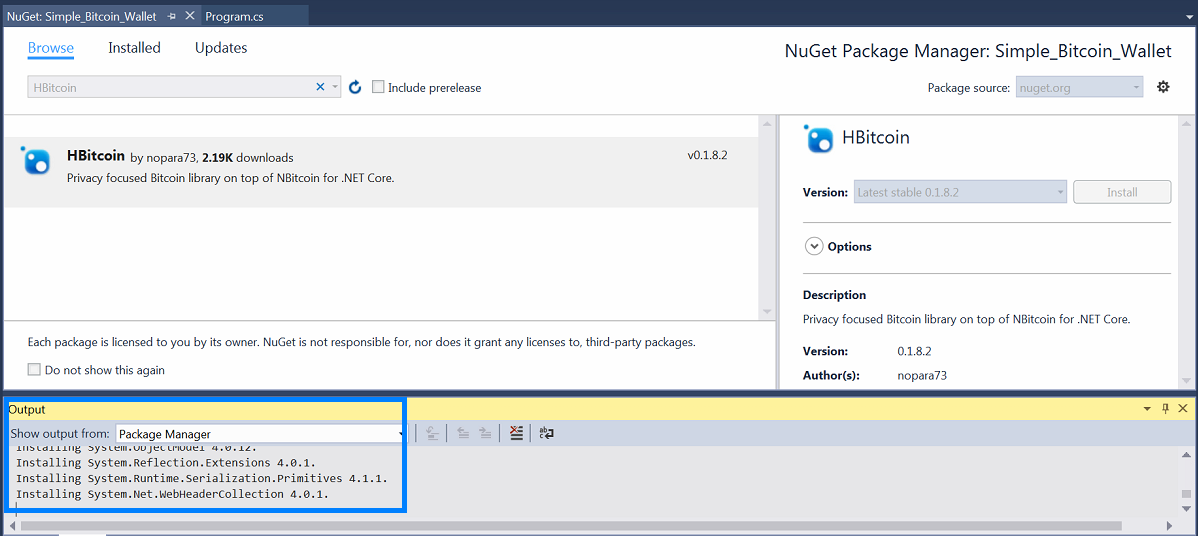 NuGet: Simple_Bitcoin_Wallet Program.cs
Browse Installed Updates
NuGet Package Manager: Simple_Bitcoin_Wallet
HBitcoin
Include prerelease
Package source: nuget.org
HBitcoin by nopara73, 2.19K downloads v0.1.8.2
Privacy focused Bitcoin library on top of NBitcoin for .NET Core.
Each package is licensed to you by its owner. NuGet is not responsible for, nor does it grant any licenses to, third-party packages.
Do not show this again
HBitcoin
Version: Latest stable 0.1.8.2 Install
Options
Description
Privacy focused Bitcoin library on top of NBitcoin for .NET Core.
Version: 0.1.8.2
Author(s): nopara73
Output
Show output from: Package Manager
Installing System.ObjectModel 4.0.12.
Installing System.Reflection.Extensions 4.0.1.
Installing System.Runtime.Serialization.Primitives 4.1.1.
Installing System.Net.WebHeaderCollection 4.0.1.